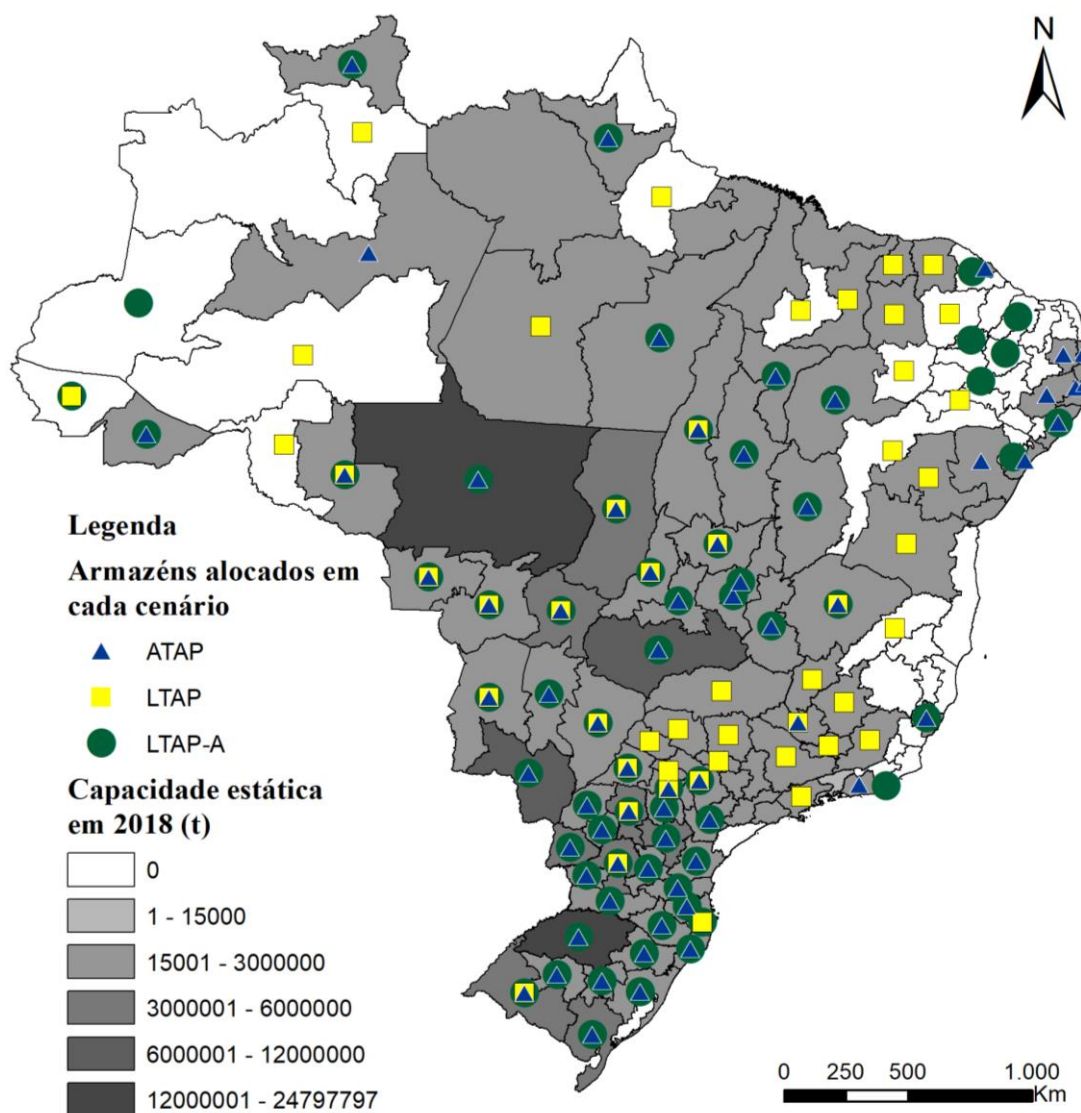 N
Legenda
Armazéns alocados em
cada cenário
ATAP
LTAP
LTAP-A
Capacidade estática
em 2018 (t)
0
1 - 15000
15001 - 3000000
3000001 - 6000000
6000001 - 12000000
12000001 - 24797797
0 250 500 1.000
Km